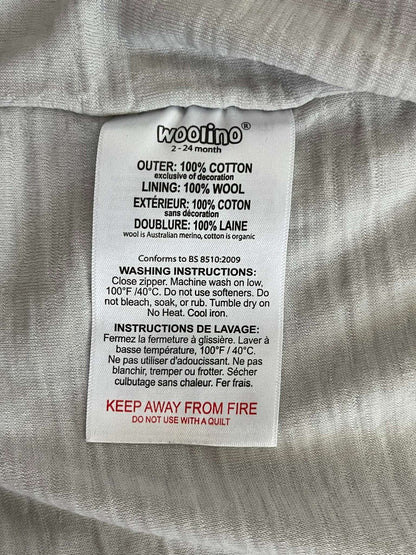 woolino®
2 - 24 month
OUTER: 100% COTTON
exclusive of decoration
LINING: 100% WOOL
EXTÉRIEUR: 100% COTON
sans décoration
DOUBLURE: 100% LAINE
wool is Australian merino, cotton is organic
Conforms to BS 8510:2009
WASHING INSTRUCTIONS:
Close zipper. Machine wash on low,
100°F /40°C. Do not use softeners. Do
not bleach, soak, or rub. Tumble dry on
No Heat. Cool iron.
INSTRUCTIONS DE LAVAGE:
Fermez la fermeture à glissière. Laver à
basse température, 100°F / 40°C.
Ne pas utiliser d'adoucissant. Ne pas
blanchir, tremper ou frotter. Sécher
culbutage sans chaleur. Fer frais.
KEEP AWAY FROM FIRE
DO NOT USE WITH A QUILT